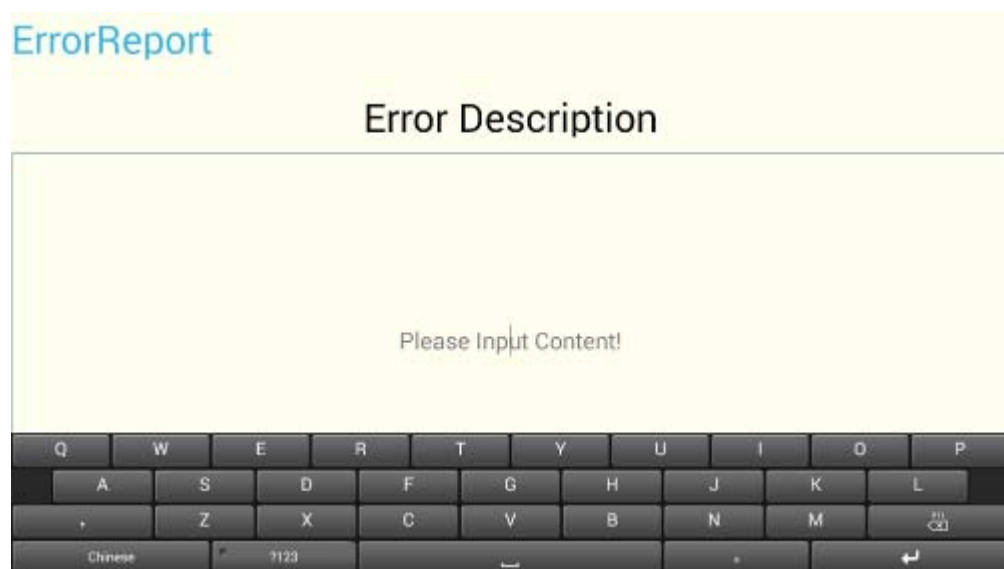 ErrorReport
Error Description
Please Input Content!
Q W E R T Y U I O P
A S D F G H J K L
, Z X C V B N M
Chinese ?123 .